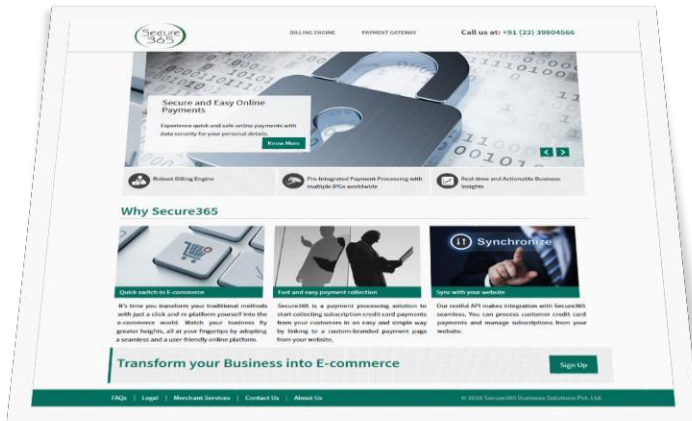 Secure
365
BILLING ENGINE PAYMENT GATEWAY Call us at: +91 (22) 39804566
Secure and Easy Online
Payments
Experience quick and safe online payments with
data security for your personal details.
Know More
Robust Billing Engine
Pre-Integrated Payment Processing with
multiple IPGs worldwide
Real time and Actionable Business
Insights
Why Secure365
Quick switch to E-commerce
It's time you transform your traditional methods
with just a click and re-platform yourself into the
e-commerce world. Watch your business fly
greater heights, all at your fingertips by adopting
a seamless and a user-friendly online platform.
Fast and easy payment collection
Secure365 is a payment processing solution to
start collecting subscription credit card payments
from your customers in an easy and simple way
by linking to a custom-branded payment page
from your website.
Synchronize
Sync with your website
Our restful API makes integration with Secure365
seamless. You can process customer credit card
payments and manage subscriptions from your
website.
Transform your Business into E-commerce
Sign Up
FAQs | Legal | Merchant Services | Contact Us | About Us
© 2016 Secure365 Business Solutions Pvt. Ltd.